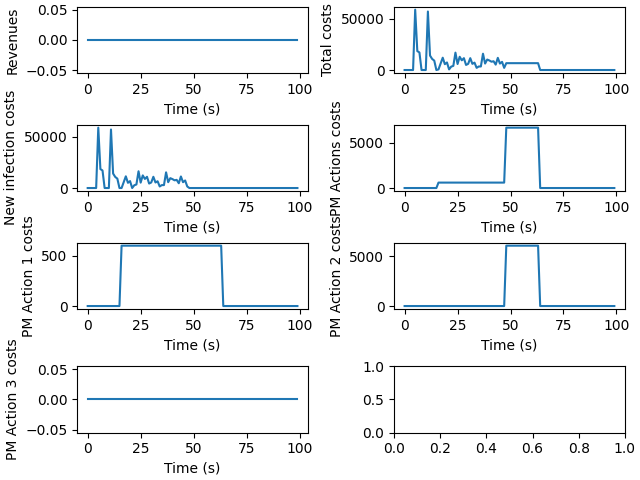 Revenues
0.05
0.00
−0.05
0 25 50 75 100
Time (s)
Total costs
50000
0
0 25 50 75 100
Time (s)
New infection costs
50000
0
0 25 50 75 100
Time (s)
PM Actions costs
5000
0
0 25 50 75 100
Time (s)
PM Action 1 costs
500
0
0 25 50 75 100
Time (s)
PM Action 2 costs
5000
0
0 25 50 75 100
Time (s)
PM Action 3 costs
0.05
0.00
−0.05
0 25 50 75 100
Time (s)
1.0
0.5
0.0
0.0 0.2 0.4 0.6 0.8 1.0